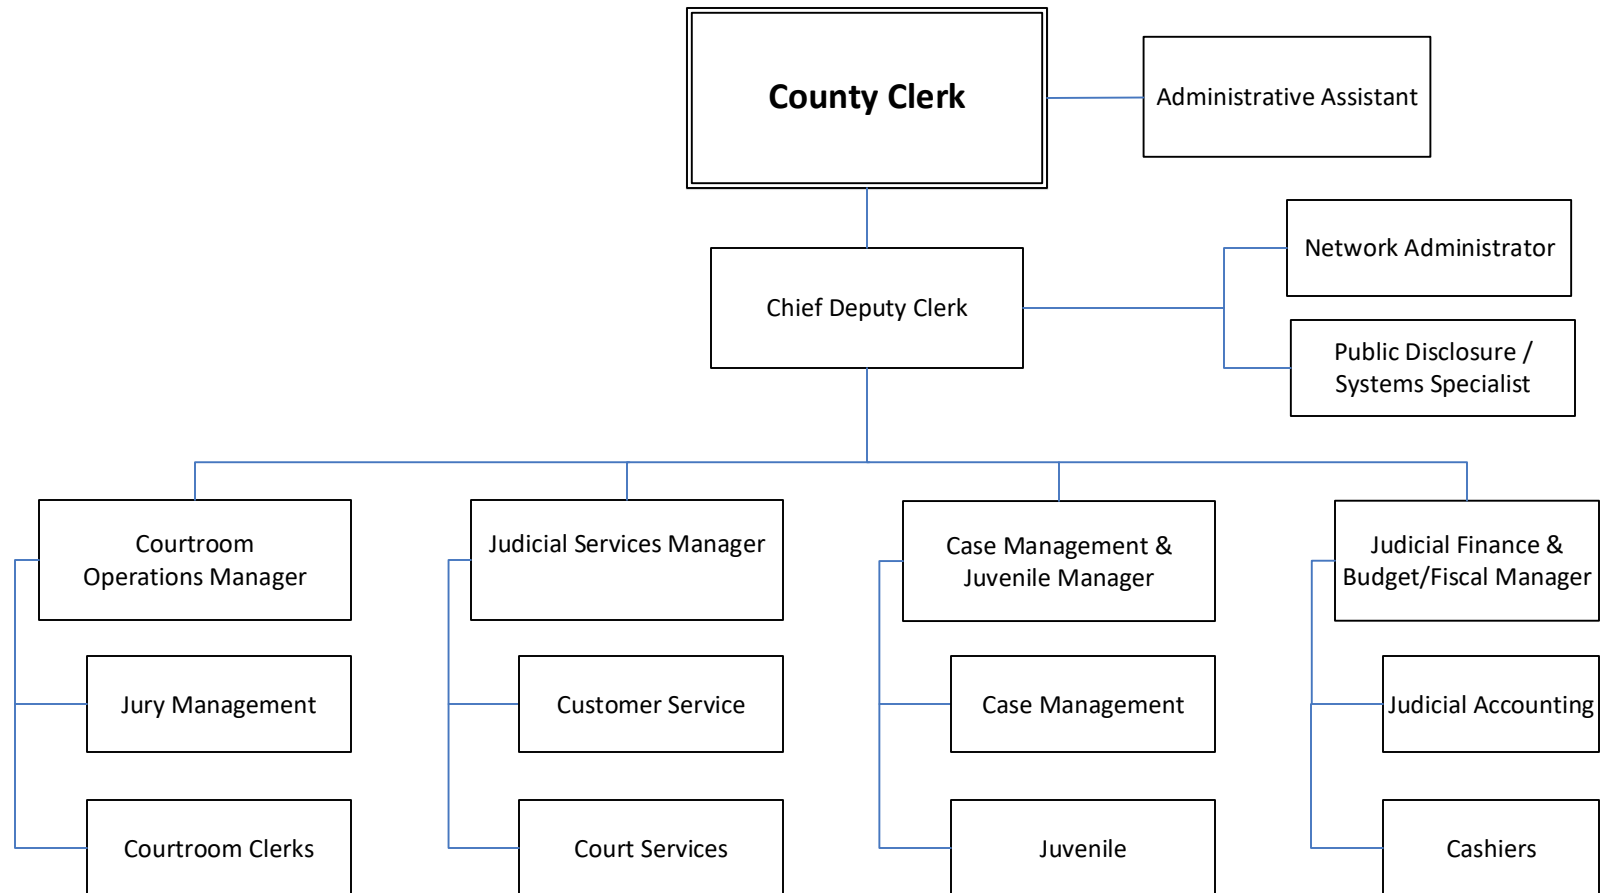 County Clerk
Administrative Assistant
Network Administrator
Chief Deputy Clerk
Public Disclosure /
Systems Specialist
Courtroom
Operations Manager
Judicial Services Manager
Case Management &
Juvenile Manager
Judicial Finance &
Budget/Fiscal Manager
Jury Management
Customer Service
Case Management
Judicial Accounting
Courtroom Clerks
Court Services
Juvenile
Cashiers